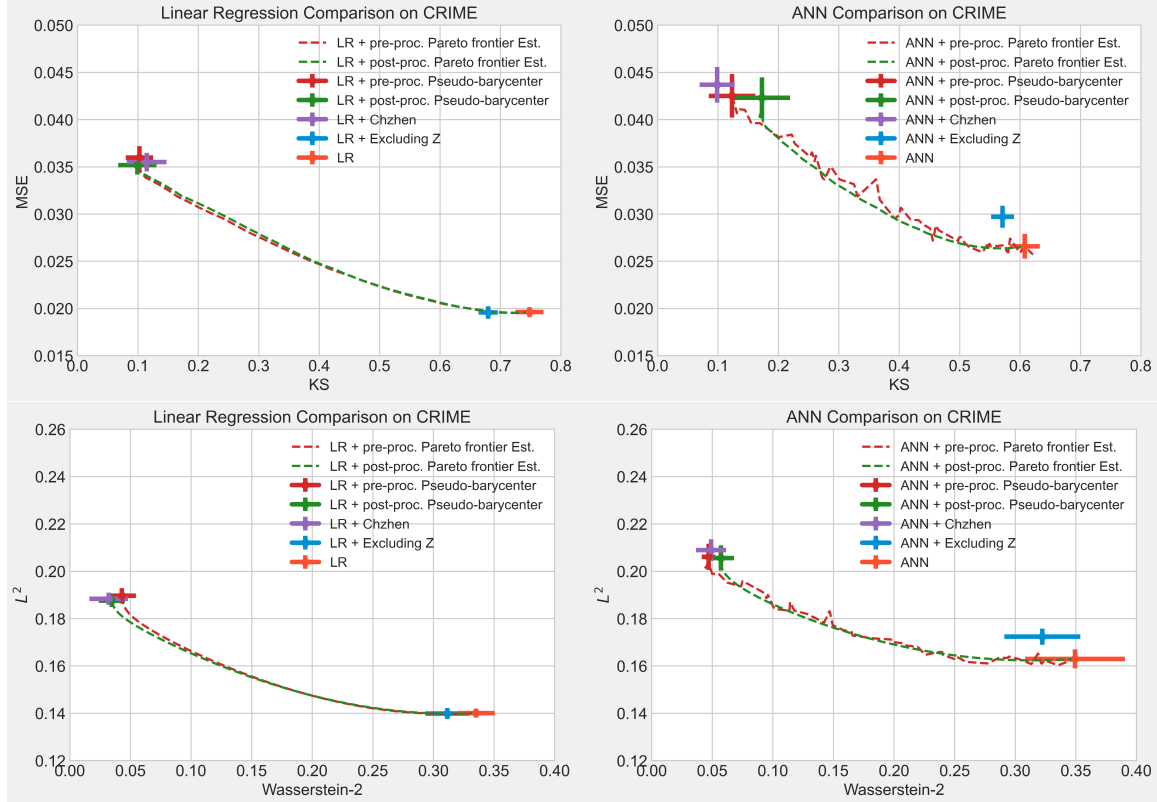 Linear Regression Comparison on CRIME
0.050
0.045
0.040
0.035
0.030
0.025
0.020
0.015
MSE
LR + pre-proc. Pareto frontier Est.
LR + post-proc. Pareto frontier Est.
LR + pre-proc. Pseudo-barycenter
LR + post-proc. Pseudo-barycenter
LR + Chzhen
LR + Excluding Z
LR
0.0 0.1 0.2 0.3 0.4 0.5 0.6 0.7 0.8
KS
ANN Comparison on CRIME
0.050
0.045
0.040
0.035
0.030
0.025
0.020
0.015
MSE
ANN + pre-proc. Pareto frontier Est.
ANN + post-proc. Pareto frontier Est.
ANN + pre-proc. Pseudo-barycenter
ANN + post-proc. Pseudo-barycenter
ANN + Chzhen
ANN + Excluding Z
ANN
0.0 0.1 0.2 0.3 0.4 0.5 0.6 0.7 0.8
KS
Linear Regression Comparison on CRIME
0.26
0.24
0.22
0.20
0.18
0.16
0.14
0.12
L²
LR + pre-proc. Pareto frontier Est.
LR + post-proc. Pareto frontier Est.
LR + pre-proc. Pseudo-barycenter
LR + post-proc. Pseudo-barycenter
LR + Chzhen
LR + Excluding Z
LR
0.00 0.05 0.10 0.15 0.20 0.25 0.30 0.35 0.40
Wasserstein-2
ANN Comparison on CRIME
0.26
0.24
0.22
0.20
0.18
0.16
0.14
0.12
L²
ANN + pre-proc. Pareto frontier Est.
ANN + post-proc. Pareto frontier Est.
ANN + pre-proc. Pseudo-barycenter
ANN + post-proc. Pseudo-barycenter
ANN + Chzhen
ANN + Excluding Z
ANN
0.00 0.05 0.10 0.15 0.20 0.25 0.30 0.35 0.40
Wasserstein-2